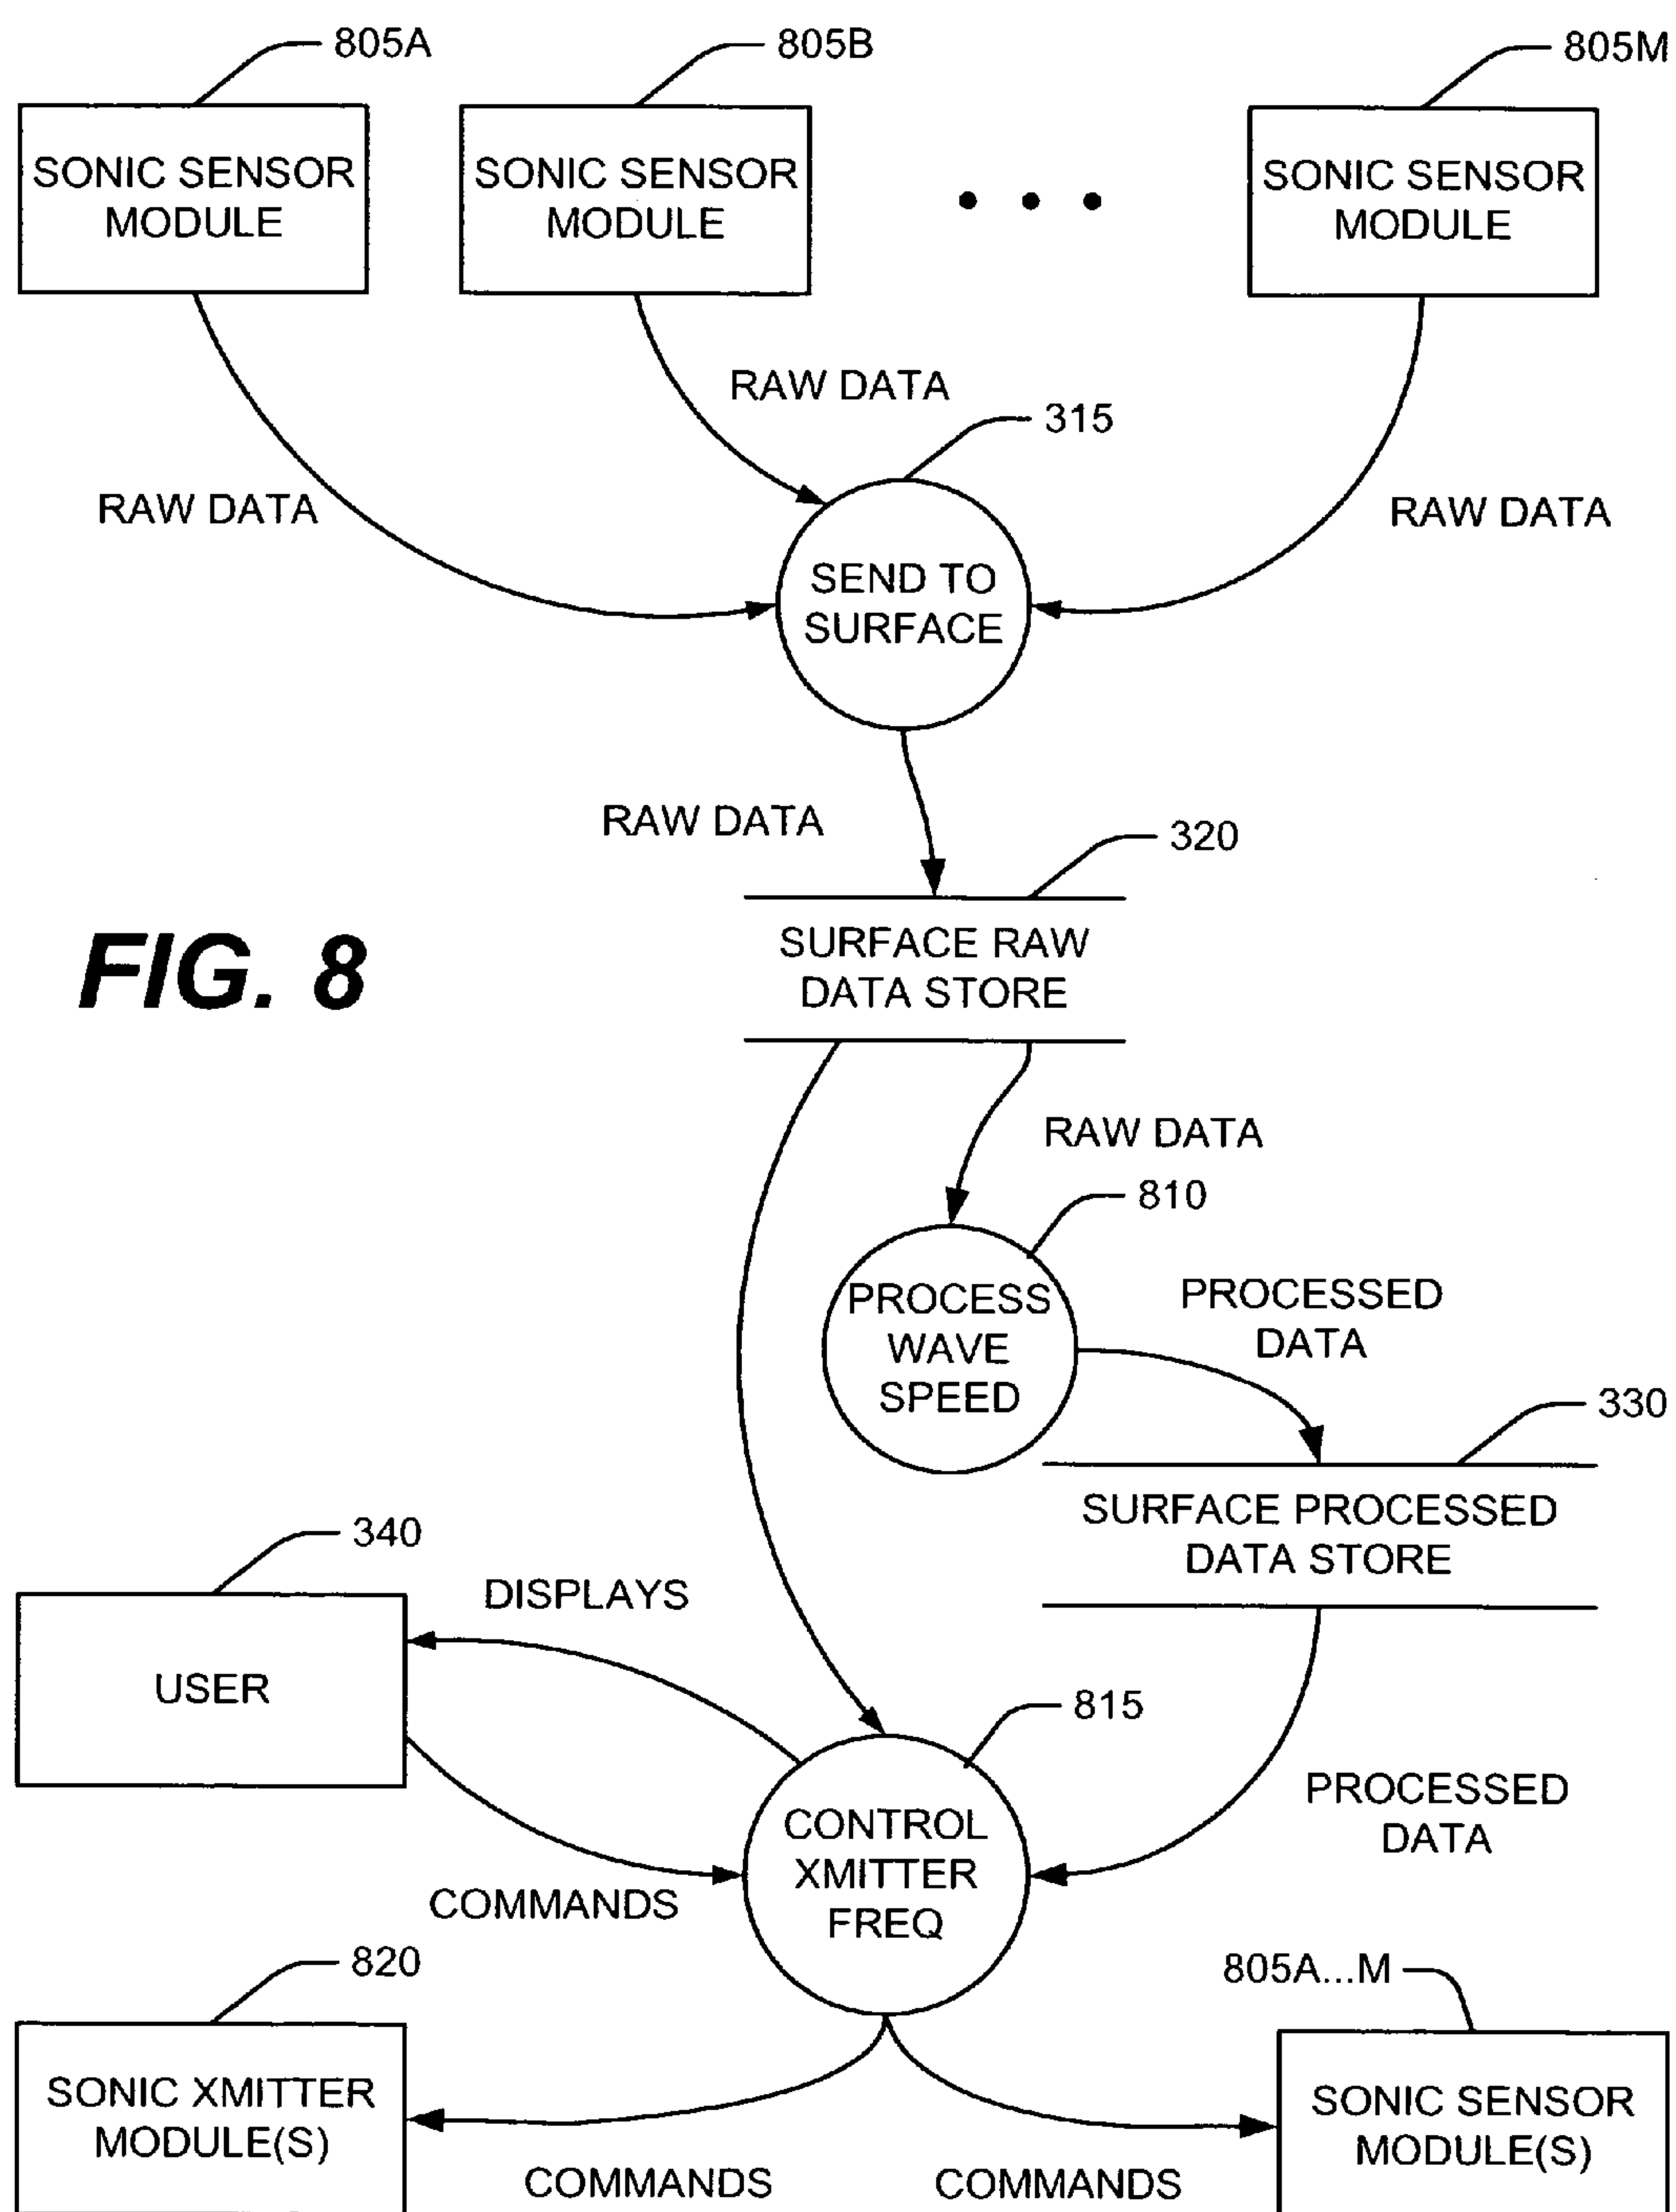 805A
805B
805M
SONIC SENSOR
MODULE
SONIC SENSOR
MODULE
SONIC SENSOR
MODULE
RAW DATA
315
RAW DATA
RAW DATA
SEND TO
SURFACE
RAW DATA
320
FIG. 8
SURFACE RAW
DATA STORE
RAW DATA
810
PROCESS
WAVE
SPEED
PROCESSED
DATA
330
SURFACE PROCESSED
DATA STORE
340
DISPLAYS
USER
815
PROCESSED
DATA
CONTROL
XMITTER
FREQ
COMMANDS
820
805A...M
SONIC XMITTER
MODULE(S)
SONIC SENSOR
MODULE(S)
COMMANDS
COMMANDS